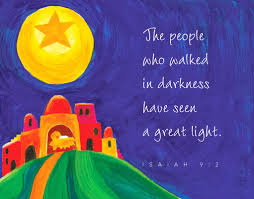 The people
who walked
in darkness
have seen
a great light.
ISAIAH 9:2